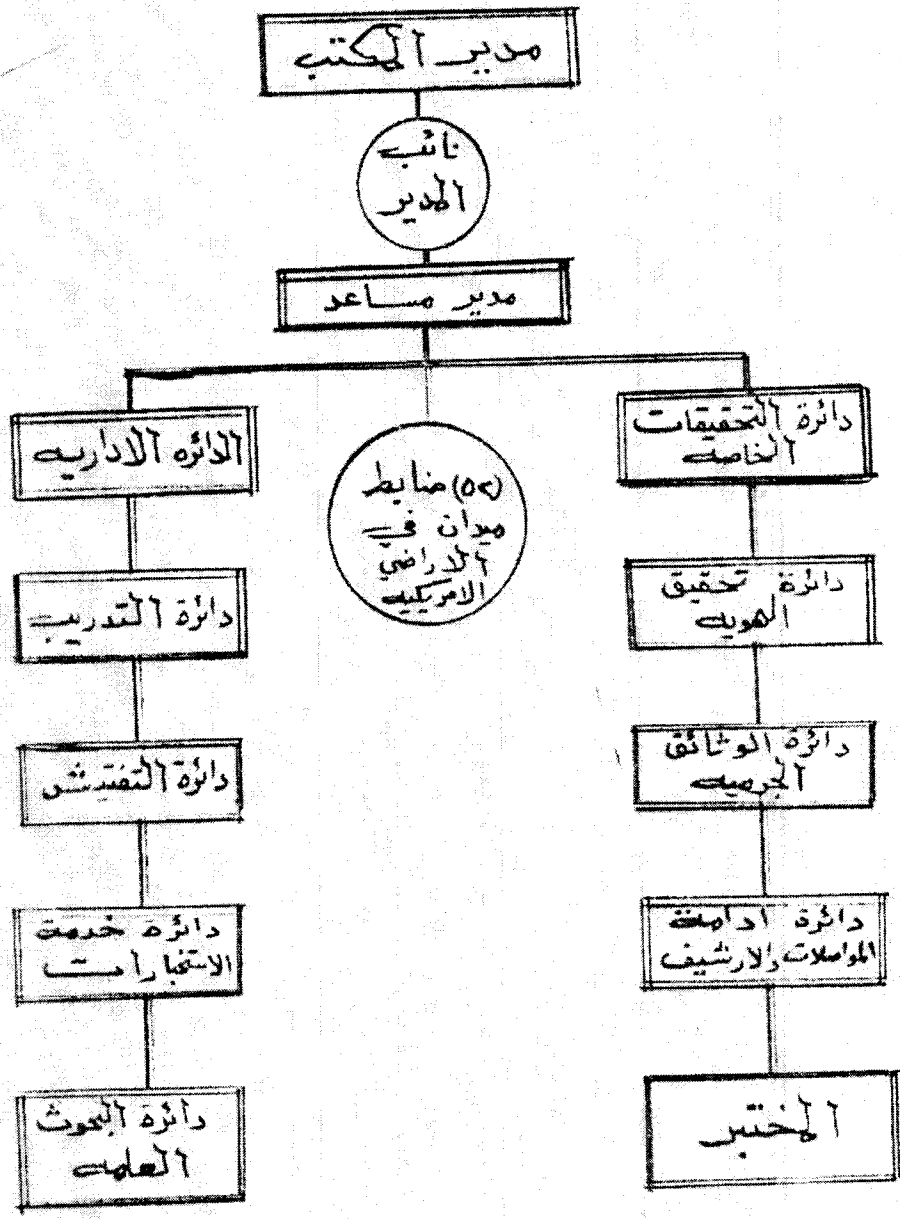 مدير المكتب
نائب
المدير
مدير مساعد
دائرة التحقيقات
الخاصه
الدائره الاداريه
(٥٢) ضابط
ميدان في
الاراضي
الامريكيه
دائرة تحقيق
الهويه
دائرة التدريب
دائرة الوثائق
الجرميه
دائرة التفتيش
دائرة ادامة
المواصلات والارشيف
دائرة خدمة
الاستخبارات
المختبر
دائرة البحوث
العلميه